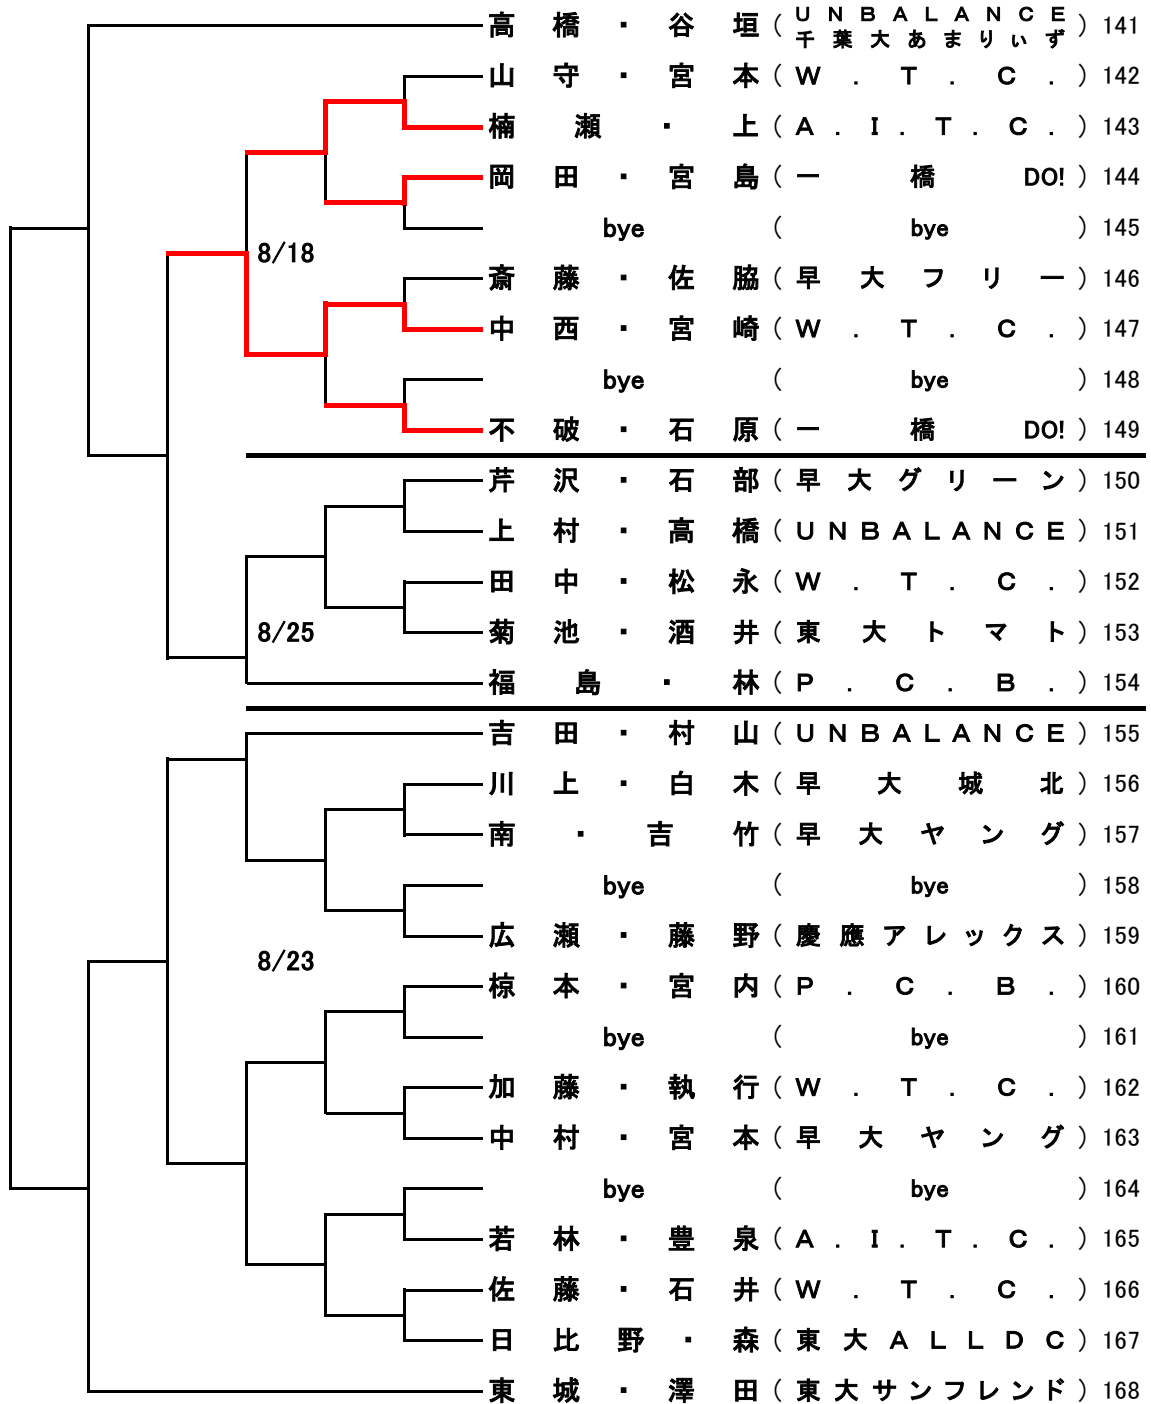 高橋・谷垣 ( UNBALANCE 千葉大あまりぃず ) 141
山守・宮本 ( W.T.C. ) 142
楠瀬・上 ( A.I.T.C. ) 143
岡田・宮島 ( 一橋DO! ) 144
bye ( bye ) 145
8/18
斎藤・佐脇 ( 早大フリー ) 146
中西・宮崎 ( W.T.C. ) 147
bye ( bye ) 148
不破・石原 ( 一橋DO! ) 149
芹沢・石部 ( 早大グリーン ) 150
上村・高橋 ( UNBALANCE ) 151
田中・松永 ( W.T.C. ) 152
8/25
菊池・酒井 ( 東大トマト ) 153
福島・林 ( P.C.B. ) 154
吉田・村山 ( UNBALANCE ) 155
川上・白木 ( 早大城北 ) 156
南・吉竹 ( 早大ヤング ) 157
bye ( bye ) 158
広瀬・藤野 ( 慶應アレックス ) 159
8/23
椋本・宮内 ( P.C.B. ) 160
bye ( bye ) 161
加藤・執行 ( W.T.C. ) 162
中村・宮本 ( 早大ヤング ) 163
bye ( bye ) 164
若林・豊泉 ( A.I.T.C. ) 165
佐藤・石井 ( W.T.C. ) 166
日比野・森 ( 東大ALLDC ) 167
東城・澤田 ( 東大サンフレンド ) 168